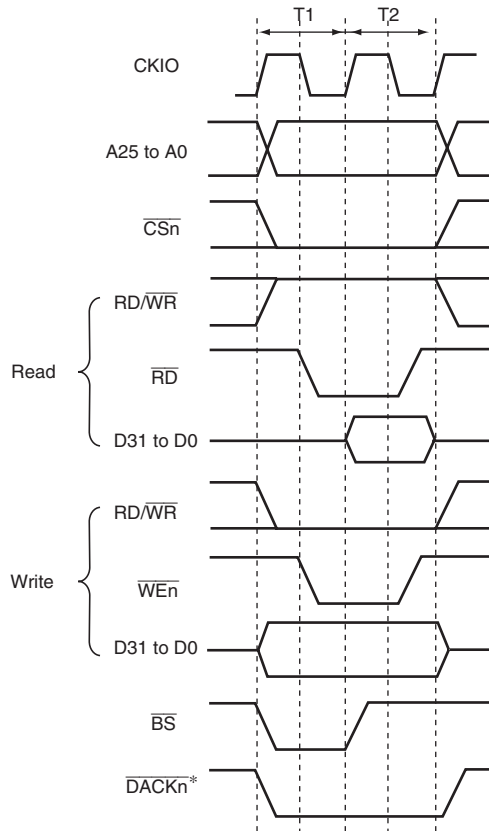 T1 T2
CKIO
A25 to A0
CSn
RD/WR
Read
RD
D31 to D0
RD/WR
Write
WEn
D31 to D0
BS
DACKn*